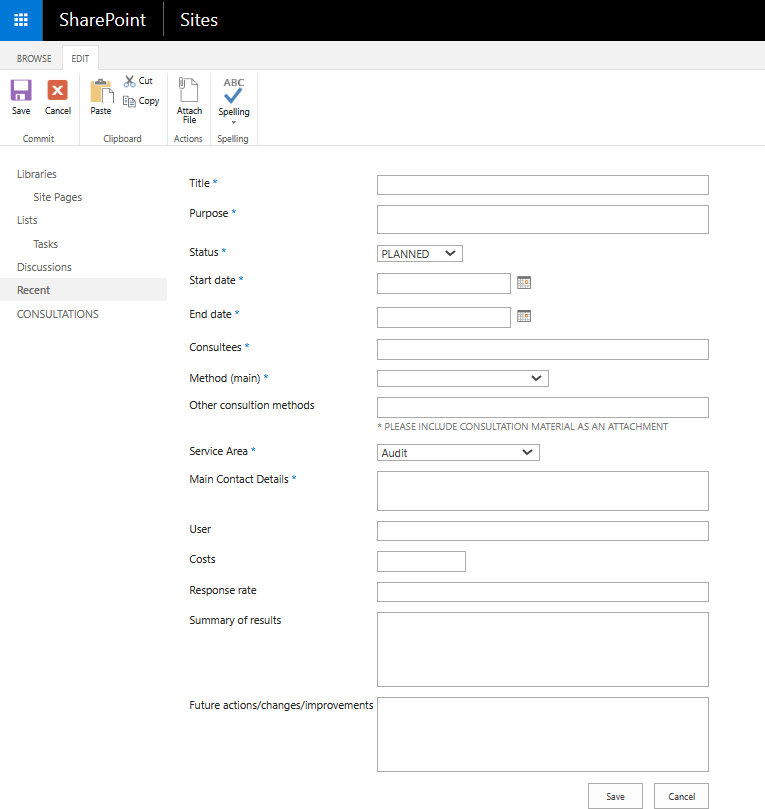 SharePoint Sites
BROWSE EDIT
Save Cancel Paste Cut Copy Attach File ABC Spelling
Commit Clipboard Actions Spelling
Libraries
Site Pages
Lists
Tasks
Discussions
Recent
CONSULTATIONS
Title *
Purpose *
Status * PLANNED
Start date *
End date *
Consultees *
Method (main) *
Other consultion methods
* PLEASE INCLUDE CONSULTATION MATERIAL AS AN ATTACHMENT
Service Area * Audit
Main Contact Details *
User
Costs
Response rate
Summary of results
Future actions/changes/improvements
Save Cancel